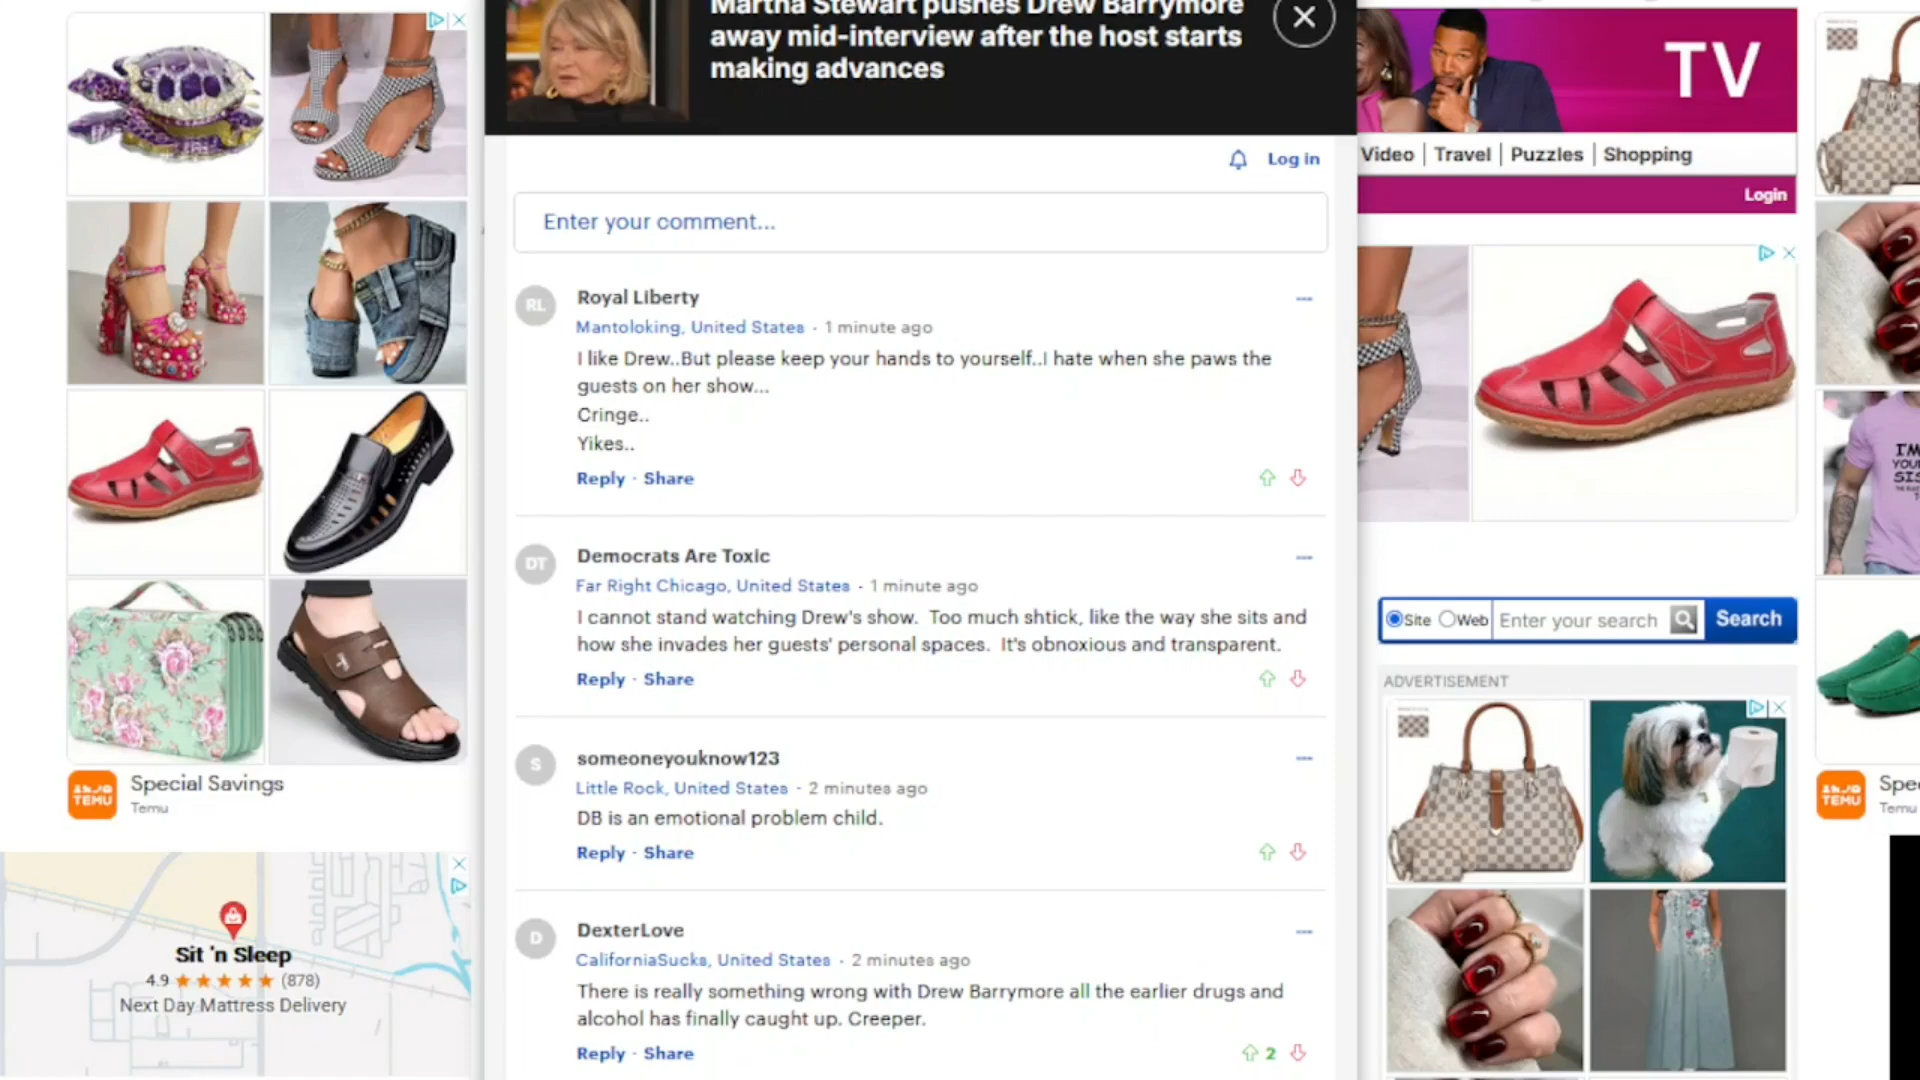 Martha Stewart pushes Drew Barrymore
away mid-interview after the host starts
making advances
Log in
Enter your comment...
RL
Royal Liberty
Mantoloking, United States · 1 minute ago
I like Drew..But please keep your hands to yourself..I hate when she paws the
guests on her show...
Cringe..
Yikes..
Reply · Share
DT
Democrats Are Toxic
Far Right Chicago, United States · 1 minute ago
I cannot stand watching Drew's show. Too much shtick, like the way she sits and
how she invades her guests' personal spaces. It's obnoxious and transparent.
Reply · Share
S
someoneyouknow123
Little Rock, United States · 2 minutes ago
DB is an emotional problem child.
Reply · Share
D
DexterLove
CaliforniaSucks, United States · 2 minutes ago
There is really something wrong with Drew Barrymore all the earlier drugs and
alcohol has finally caught up. Creeper.
Reply · Share
2
TEMU
Special Savings
Temu
Sit 'n Sleep
4.9 (878)
Next Day Mattress Delivery
TV
Video | Travel | Puzzles | Shopping
Login
Site Web Enter your search Search
ADVERTISEMENT
I'M
YOU
SIS
TEMU
Spe
Temu